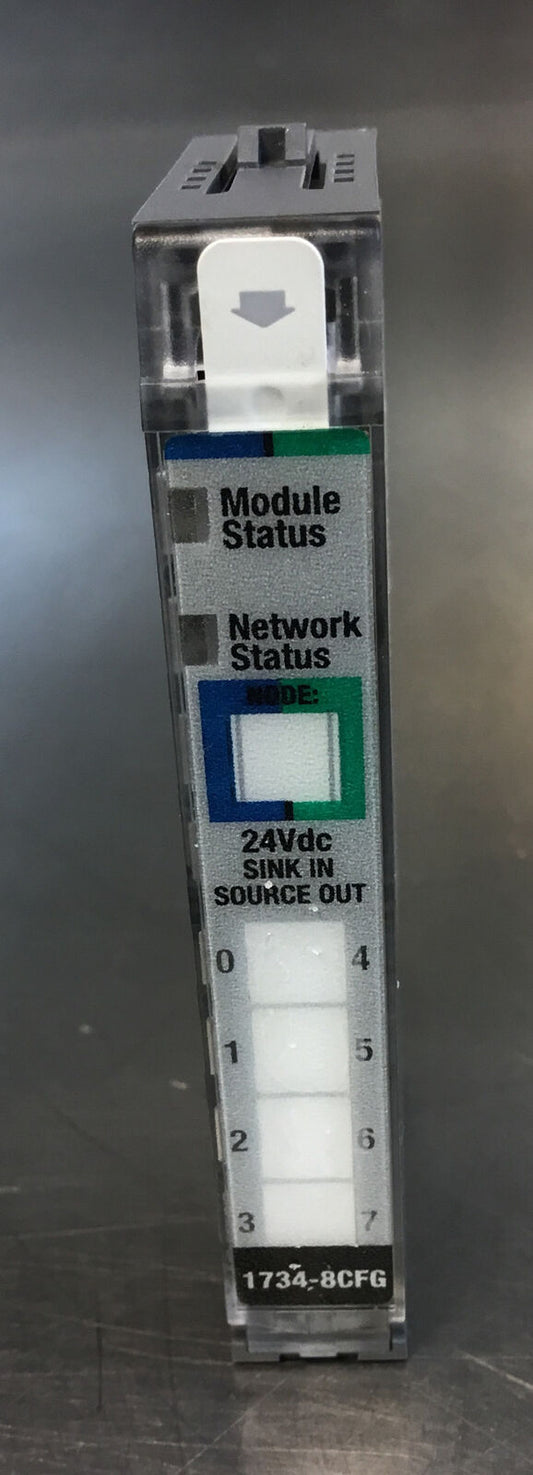 Module
Status
Network
Status
NODE:
24Vdc
SINK IN
SOURCE OUT
0 4
1 5
2 6
3 7
1734-8CFG